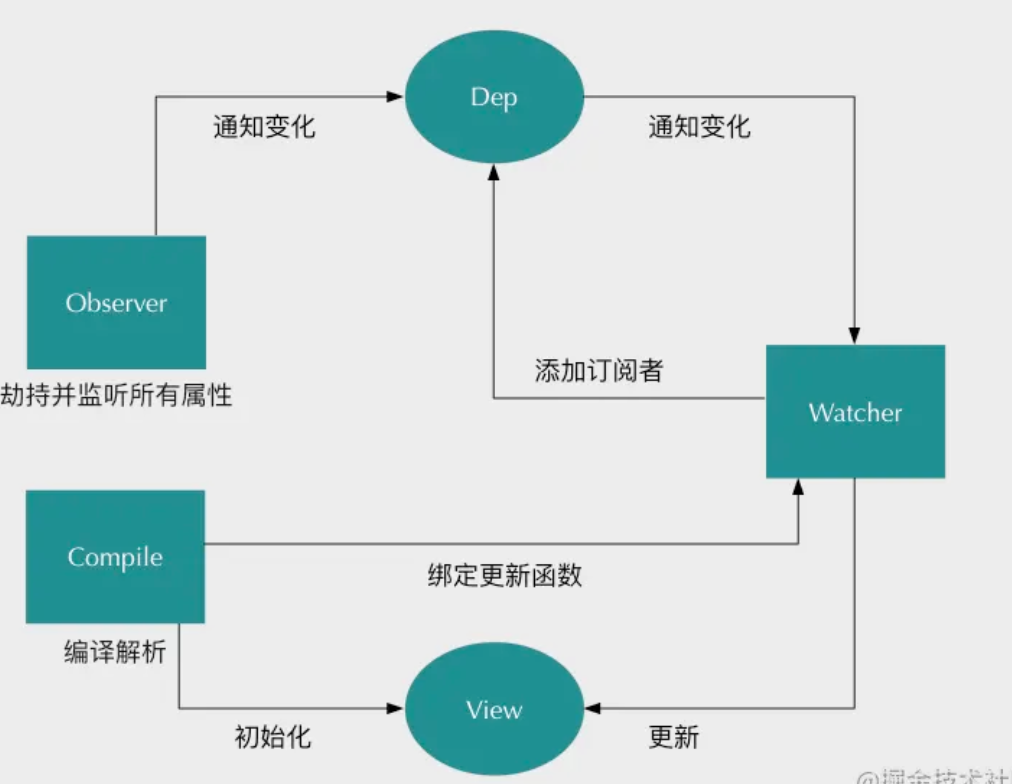 Dep
通知变化
通知变化
Observer
劫持并监听所有属性
添加订阅者
Watcher
Compile
绑定更新函数
编译解析
View
初始化
更新
@掘金技术社